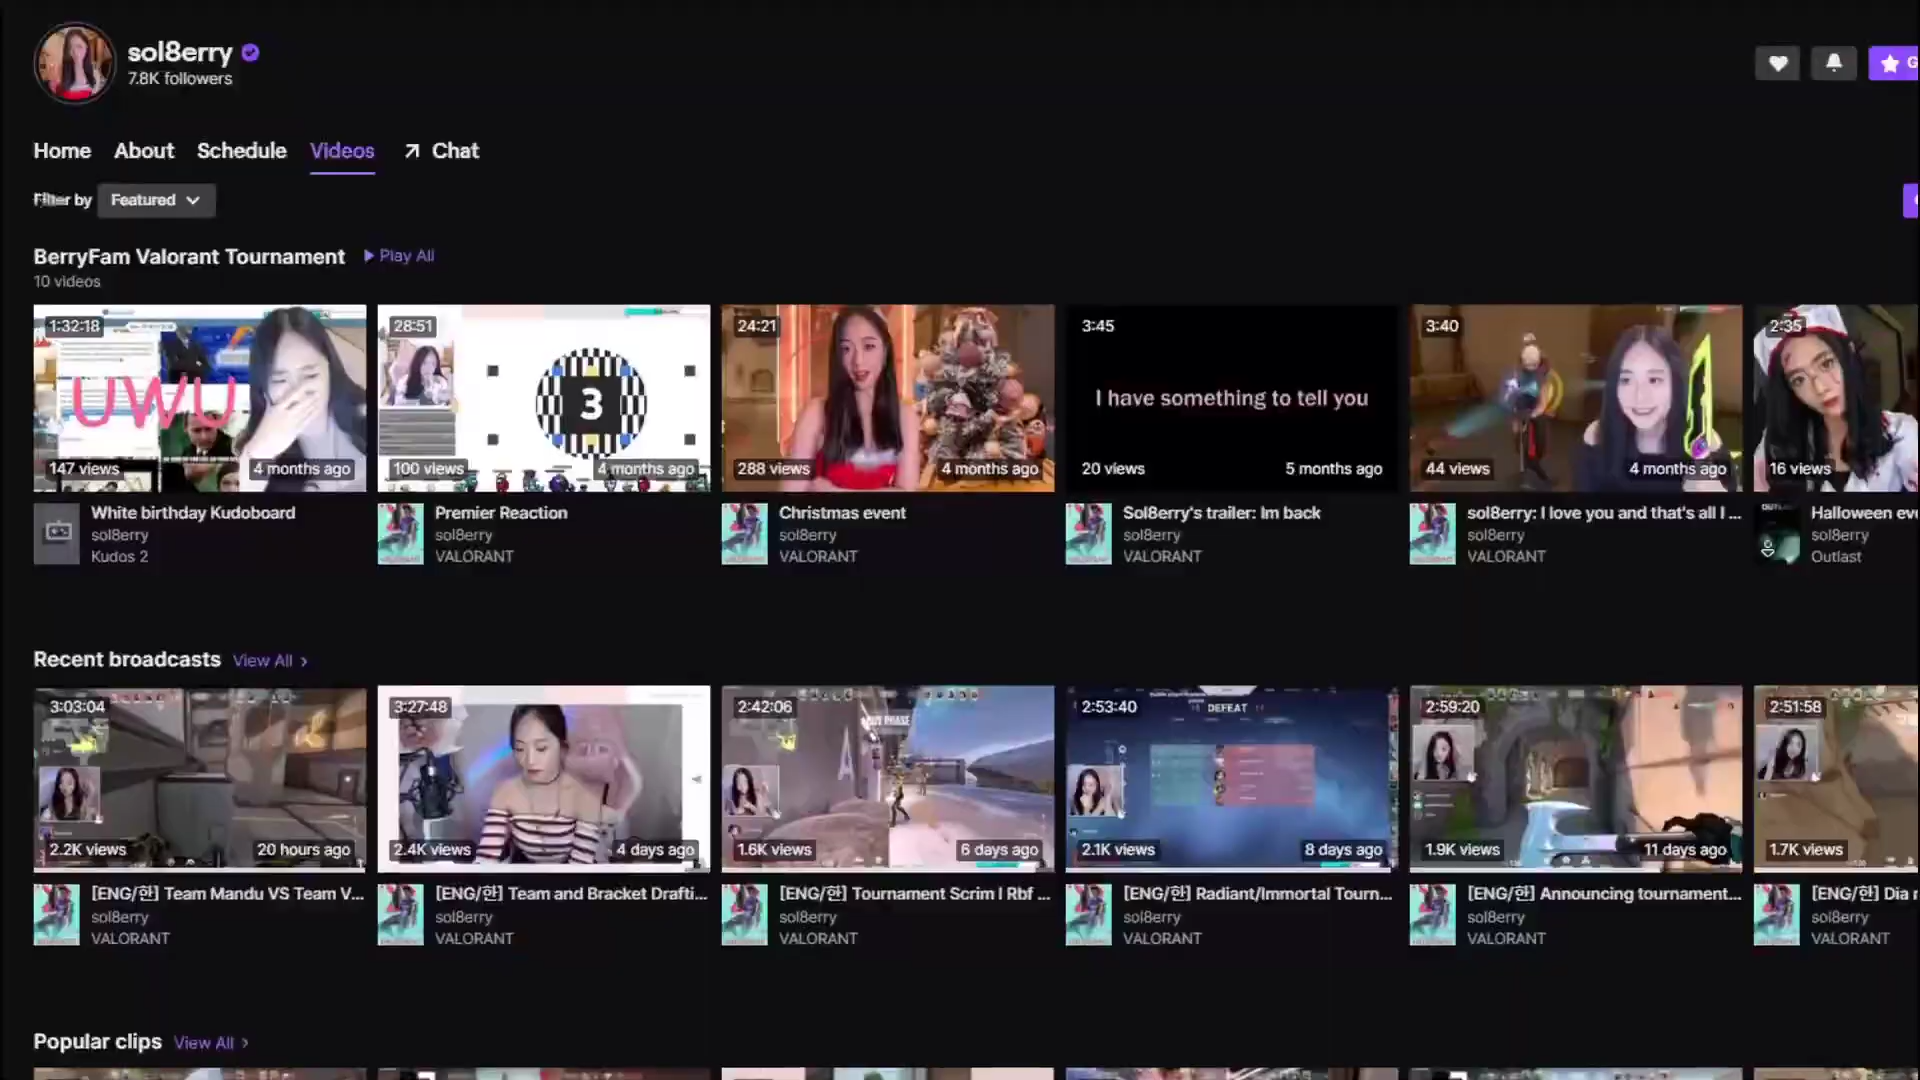 sol8erry
7.8K followers
G
Home About Schedule Videos Chat
Filter by Featured
BerryFam Valorant Tournament Play All
10 videos
1:32:18
UWU
147 views 4 months ago
28:51
3
100 views 4 months ago
24:21
288 views 4 months ago
3:45
I have something to tell you
20 views 5 months ago
3:40
44 views 4 months ago
2:35
16 views
White birthday Kudoboard
sol8erry
Kudos 2
Premier Reaction
sol8erry
VALORANT
Christmas event
sol8erry
VALORANT
Sol8erry's trailer: Im back
sol8erry
VALORANT
sol8erry: I love you and that's all I ...
sol8erry
VALORANT
Halloween eve
sol8erry
Outlast
Recent broadcasts View All
3:03:04
2.2K views 20 hours ago
3:27:48
2.4K views 4 days ago
2:42:06
BUY PHASE
A
1.6K views 6 days ago
2:53:40
DEFEAT
2.1K views 8 days ago
2:59:20
1.9K views 11 days ago
2:51:58
1.7K views
[ENG/한] Team Mandu VS Team V...
sol8erry
VALORANT
[ENG/한] Team and Bracket Drafti...
sol8erry
VALORANT
[ENG/한] Tournament Scrim l Rbf ...
sol8erry
VALORANT
[ENG/한] Radiant/Immortal Tourn...
sol8erry
VALORANT
[ENG/한] Announcing tournament...
sol8erry
VALORANT
[ENG/한] Dia
sol8erry
VALORANT
Popular clips View All